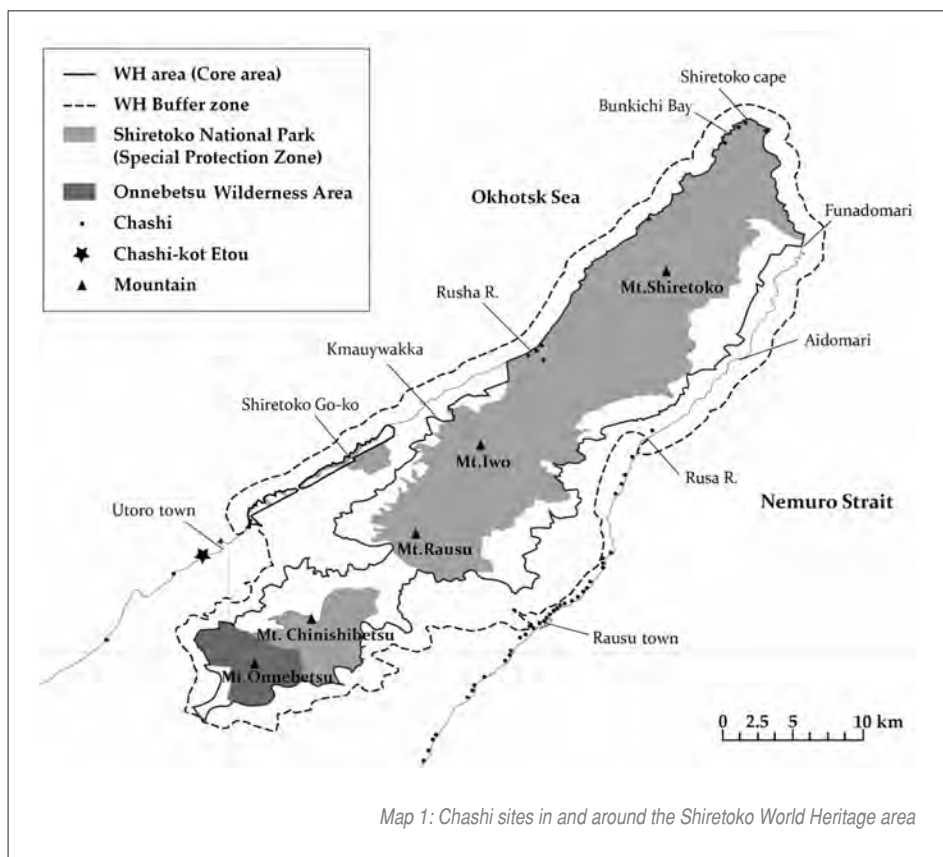 WH area (Core area)
WH Buffer zone
Shiretoko National Park
(Special Protection Zone)
Onnebetsu Wilderness Area
Chashi
Chashi-kot Etou
Mountain
Shiretoko cape
Bunkichi Bay
Okhotsk Sea
Funadomari
Mt.Shiretoko
Rusha R.
Aidomari
Kmauywakka
Shiretoko Go-ko
Mt.Iwo
Rusa R.
Nemuro Strait
Utoro town
Mt.Rausu
Mt. Chinishibetsu
Rausu town
Mt.Onnebetsu
0 2.5 5 10 km
Map 1: Chashi sites in and around the Shiretoko World Heritage area